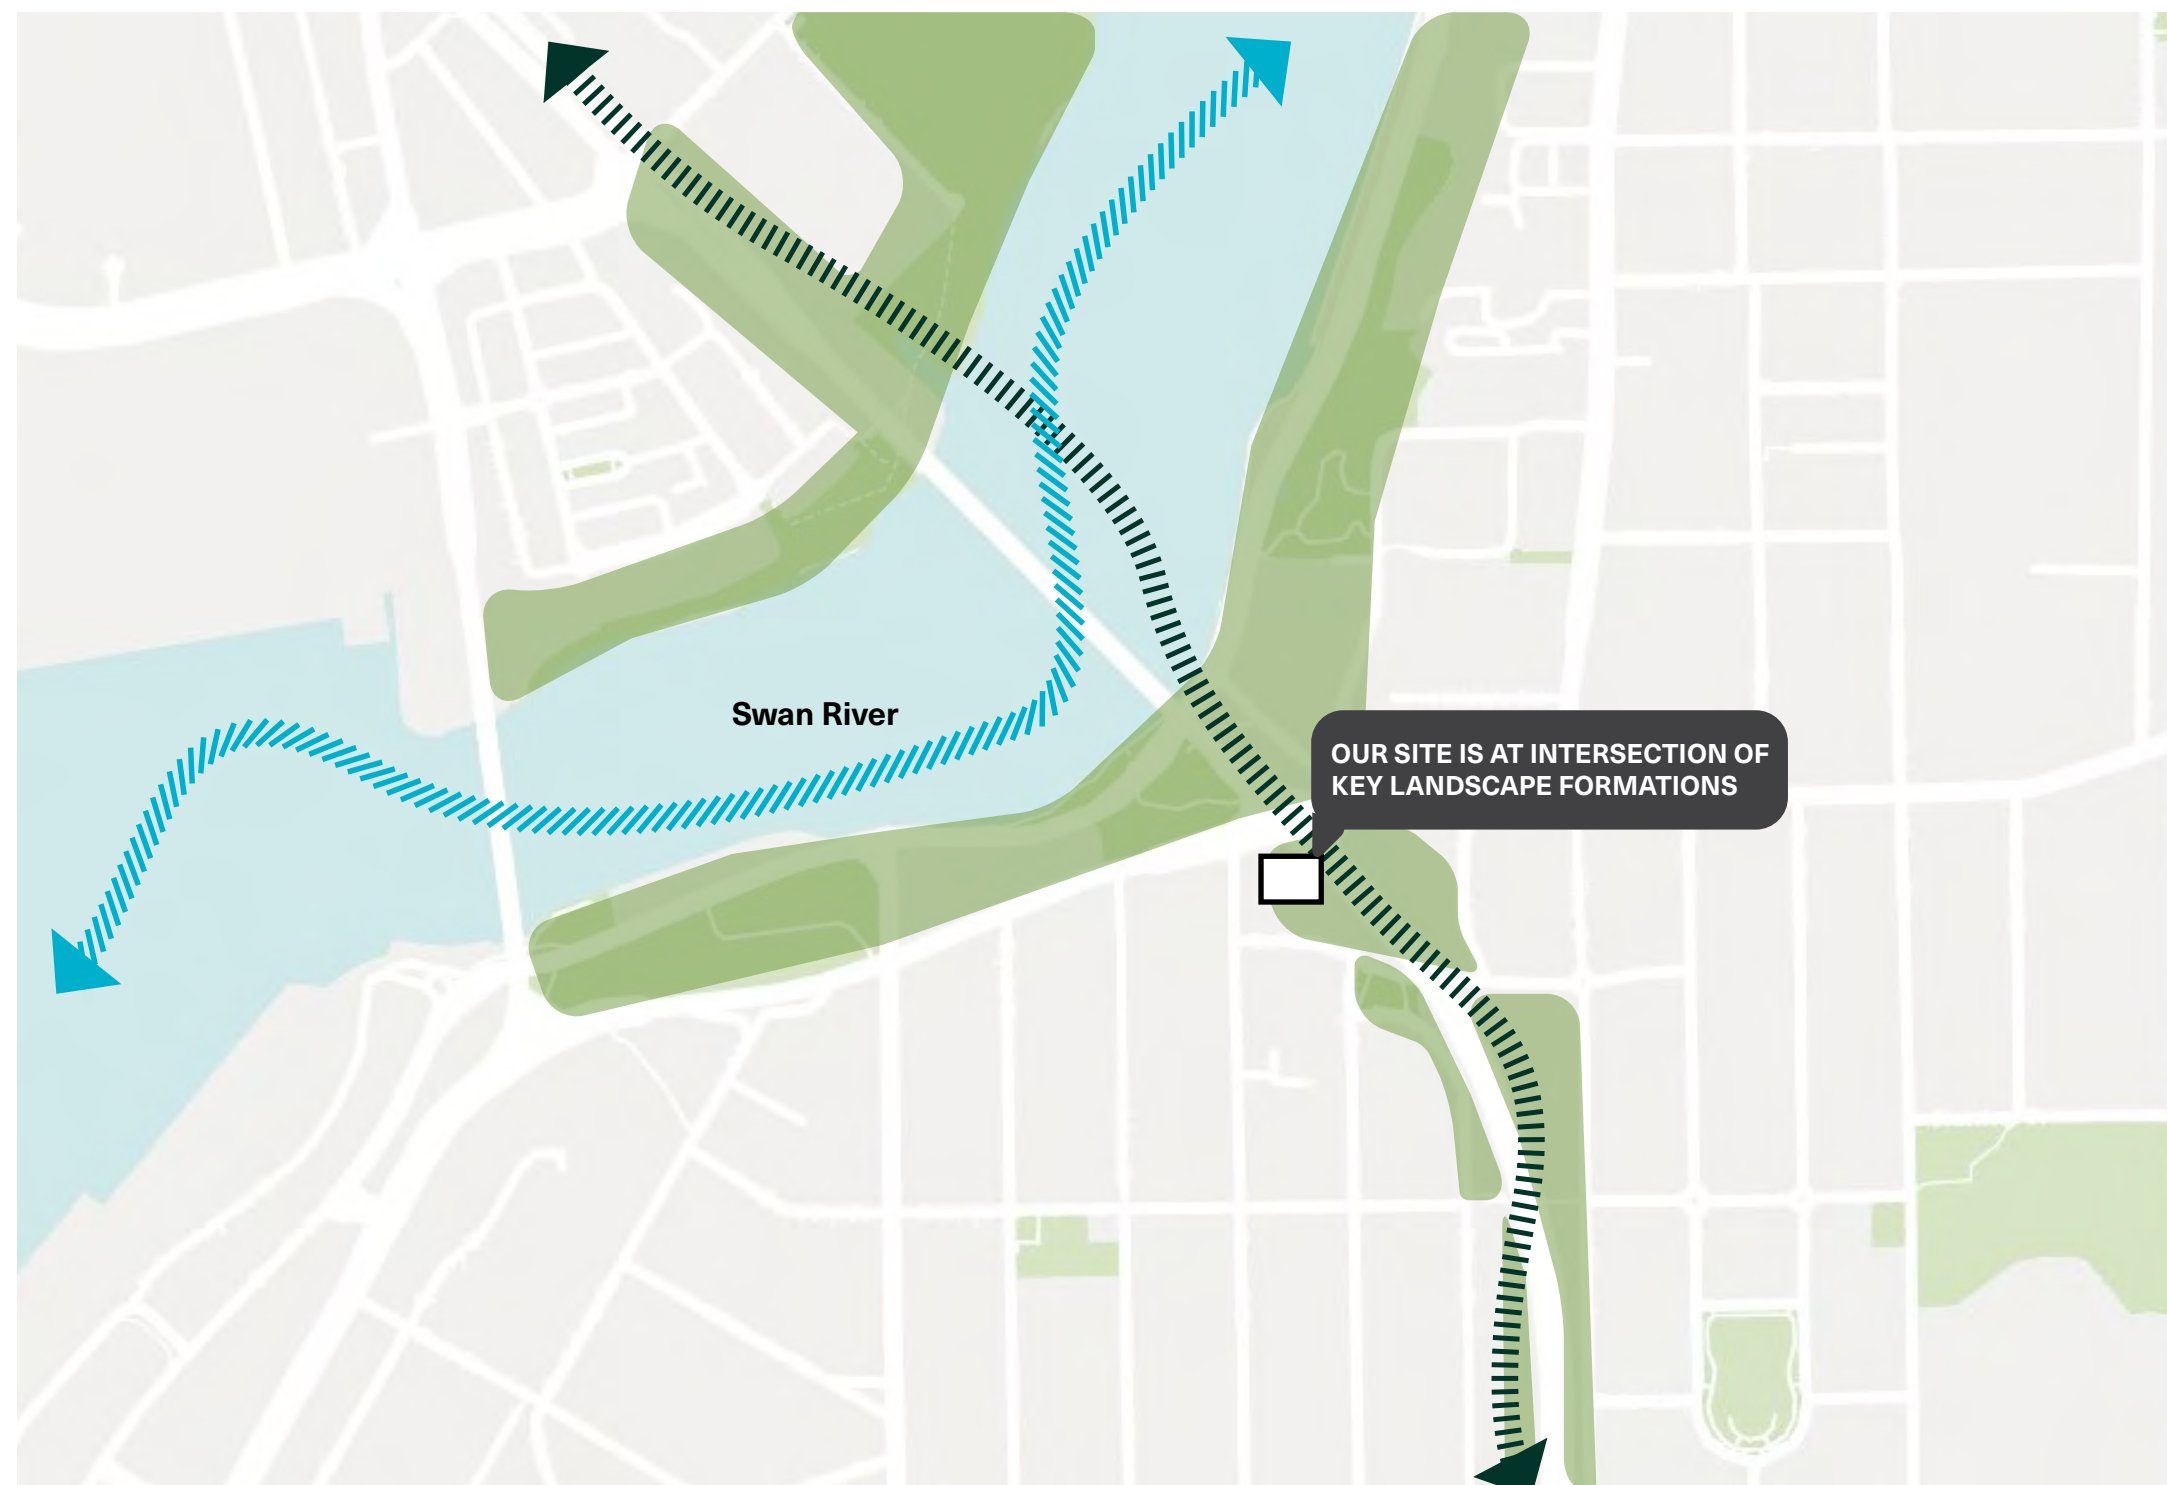 Swan River
OUR SITE IS AT INTERSECTION OF
KEY LANDSCAPE FORMATIONS